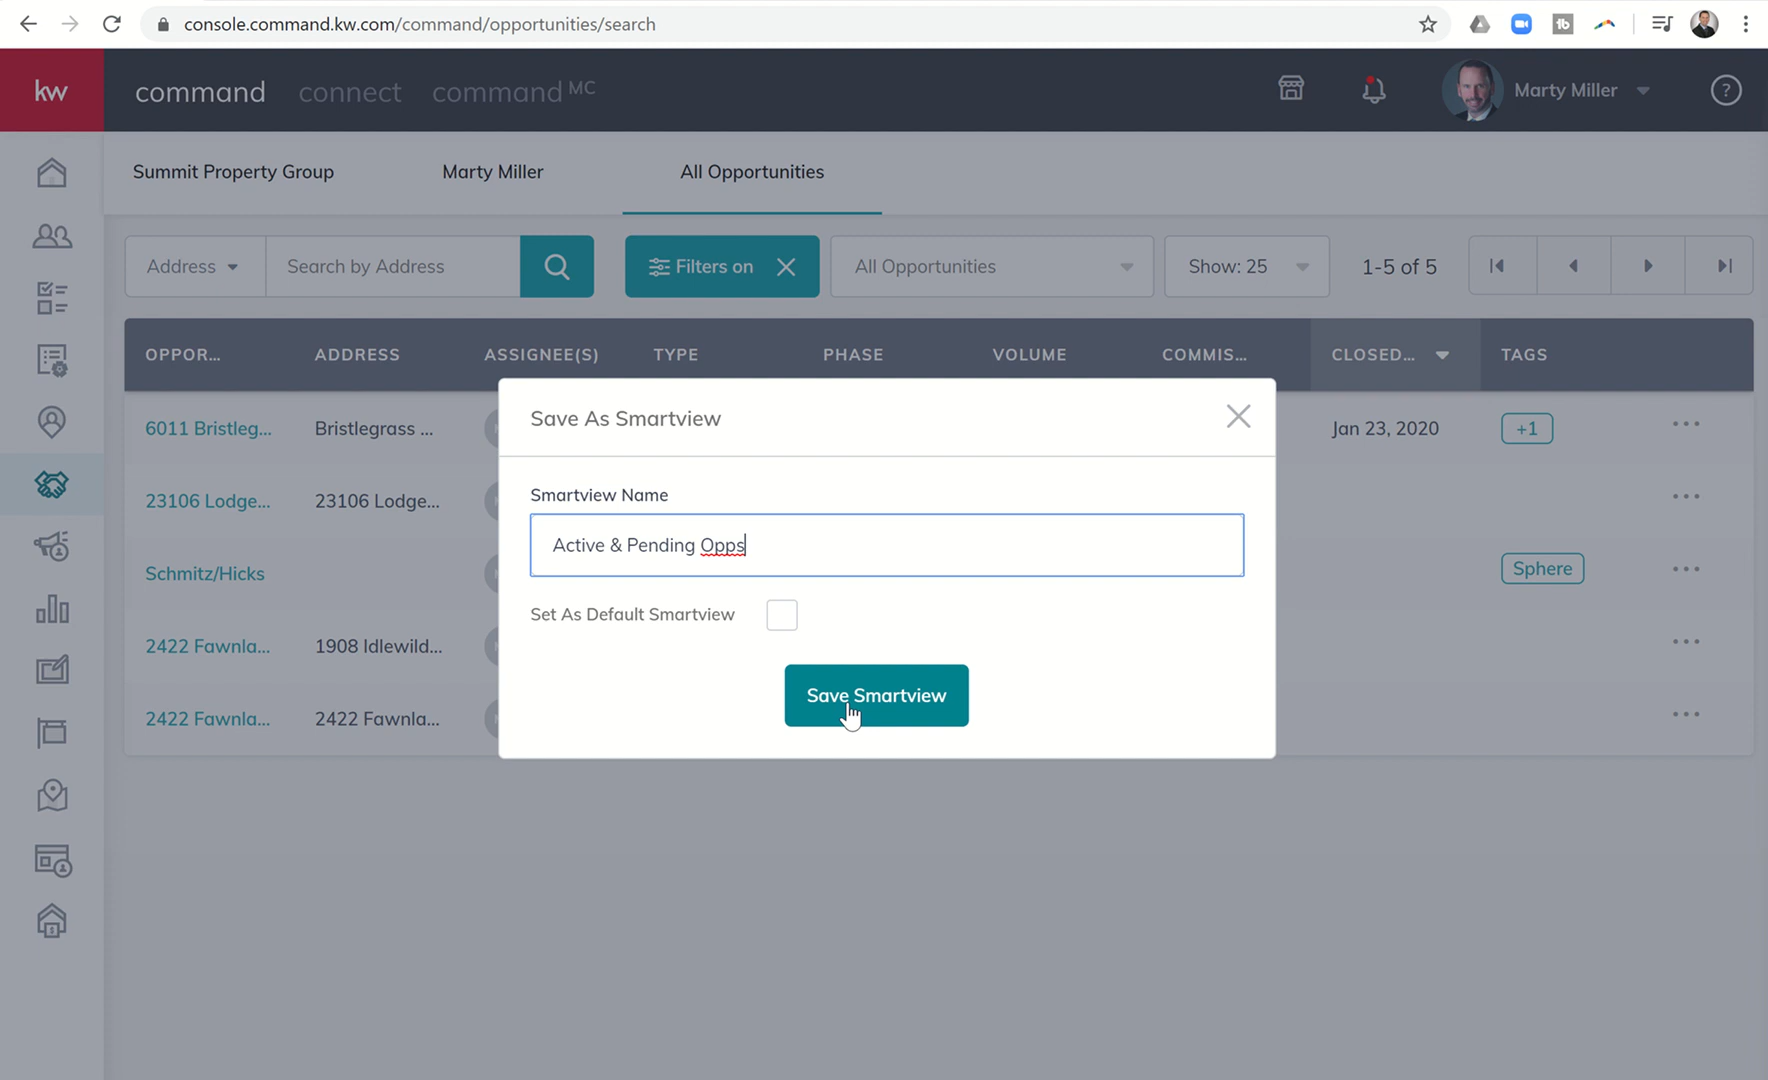 console.command.kw.com/command/opportunities/search
kw
command
connect
command MC
Marty Miller
?
Summit Property Group
Marty Miller
All Opportunities
Address
Search by Address
Filters on
All Opportunities
Show: 25
1-5 of 5
OPPOR...
ADDRESS
ASSIGNEE(S)
TYPE
PHASE
VOLUME
COMMIS...
CLOSED...
TAGS
6011 Bristleg...
Bristlegrass ...
Jan 23, 2020
+1
23106 Lodge...
23106 Lodge...
Schmitz/Hicks
Sphere
2422 Fawnla...
1908 Idlewild...
2422 Fawnla...
2422 Fawnla...
Save As Smartview
Smartview Name
Active & Pending Opps
Set As Default Smartview
Save Smartview